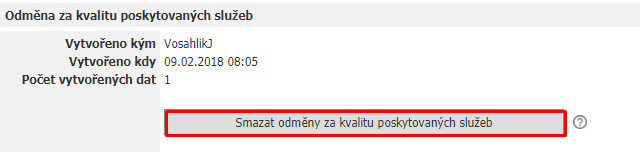 Odměna za kvalitu poskytovaných služeb
Vytvořeno kým VosahlikJ
Vytvořeno kdy 09.02.2018 08:05
Počet vytvořených dat 1
Smazat odměny za kvalitu poskytovaných služeb ?